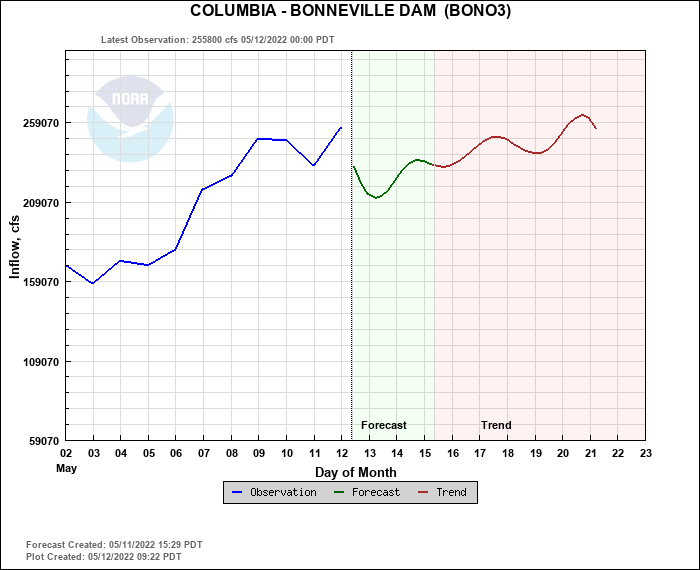 COLUMBIA - BONNEVILLE DAM (BONO3)
Latest Observation: 255800 cfs 05/12/2022 00:00 PDT
NOAA
259070
209070
159070
109070
59070
Inflow, cfs
Forecast
Trend
02 03 04 05 06 07 08 09 10 11 12 13 14 15 16 17 18 19 20 21 22 23
May
Day of Month
Observation Forecast Trend
Forecast Created: 05/11/2022 15:29 PDT
Plot Created: 05/12/2022 09:22 PDT